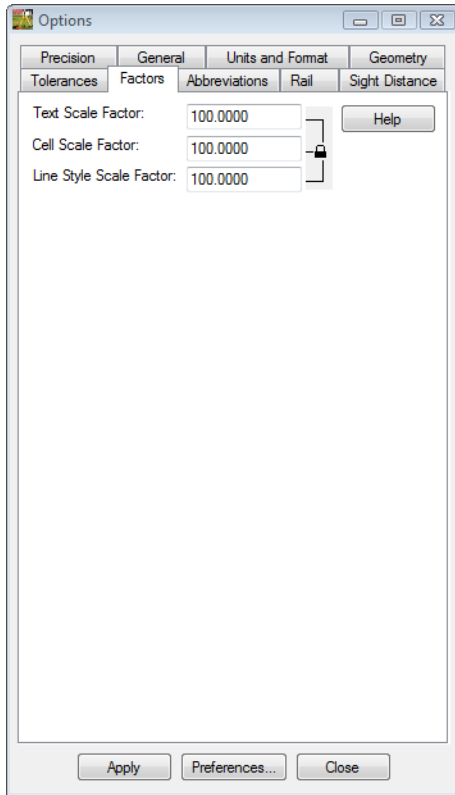 Options
Precision General Units and Format Geometry
Tolerances Factors Abbreviations Rail Sight Distance
Text Scale Factor: 100.0000 Help
Cell Scale Factor: 100.0000
Line Style Scale Factor: 100.0000
Apply Preferences... Close